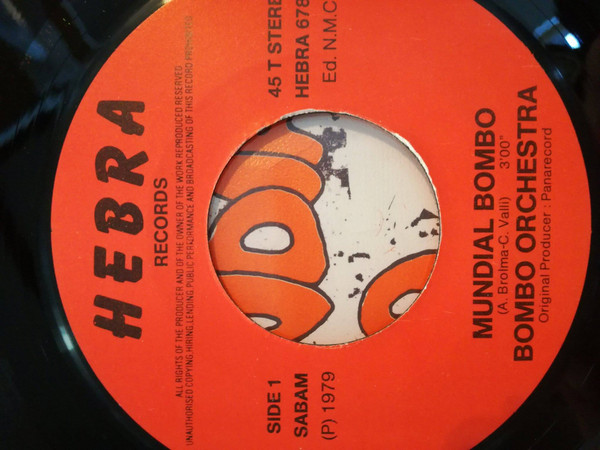 HEBRA
RECORDS
ALL RIGHTS OF THE PRODUCER AND OF THE OWNER OF THE WORK REPRODUCED RESERVED
UNAUTHORISED COPYING, HIRING, LENDING, PUBLIC PERFORMANCE AND BROADCASTING OF THIS RECORD PROHIBITED
SIDE 1
SABAM
(P) 1979
45 T STERE
HEBRA 678
Ed. N.M.C
MUNDIAL BOMBO
(A. Brolma-C. Valli) 3'00"
BOMBO ORCHESTRA
Original Producer : Panarecord